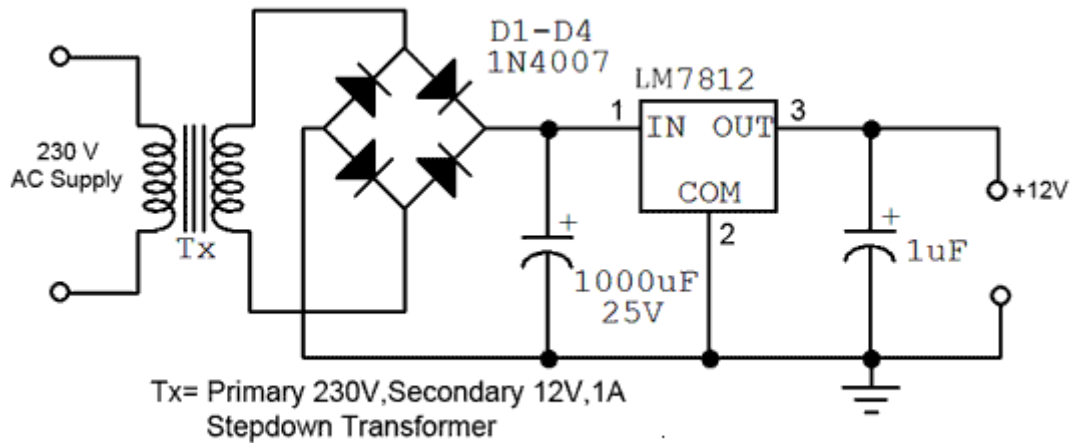 D1-D4
1N4007
LM7812
1
3
IN OUT
230 V
AC Supply
COM
+12V
+
+
2
Tx
1uF
1000uF
25V
Tx= Primary 230V,Secondary 12V,1A
Stepdown Transformer